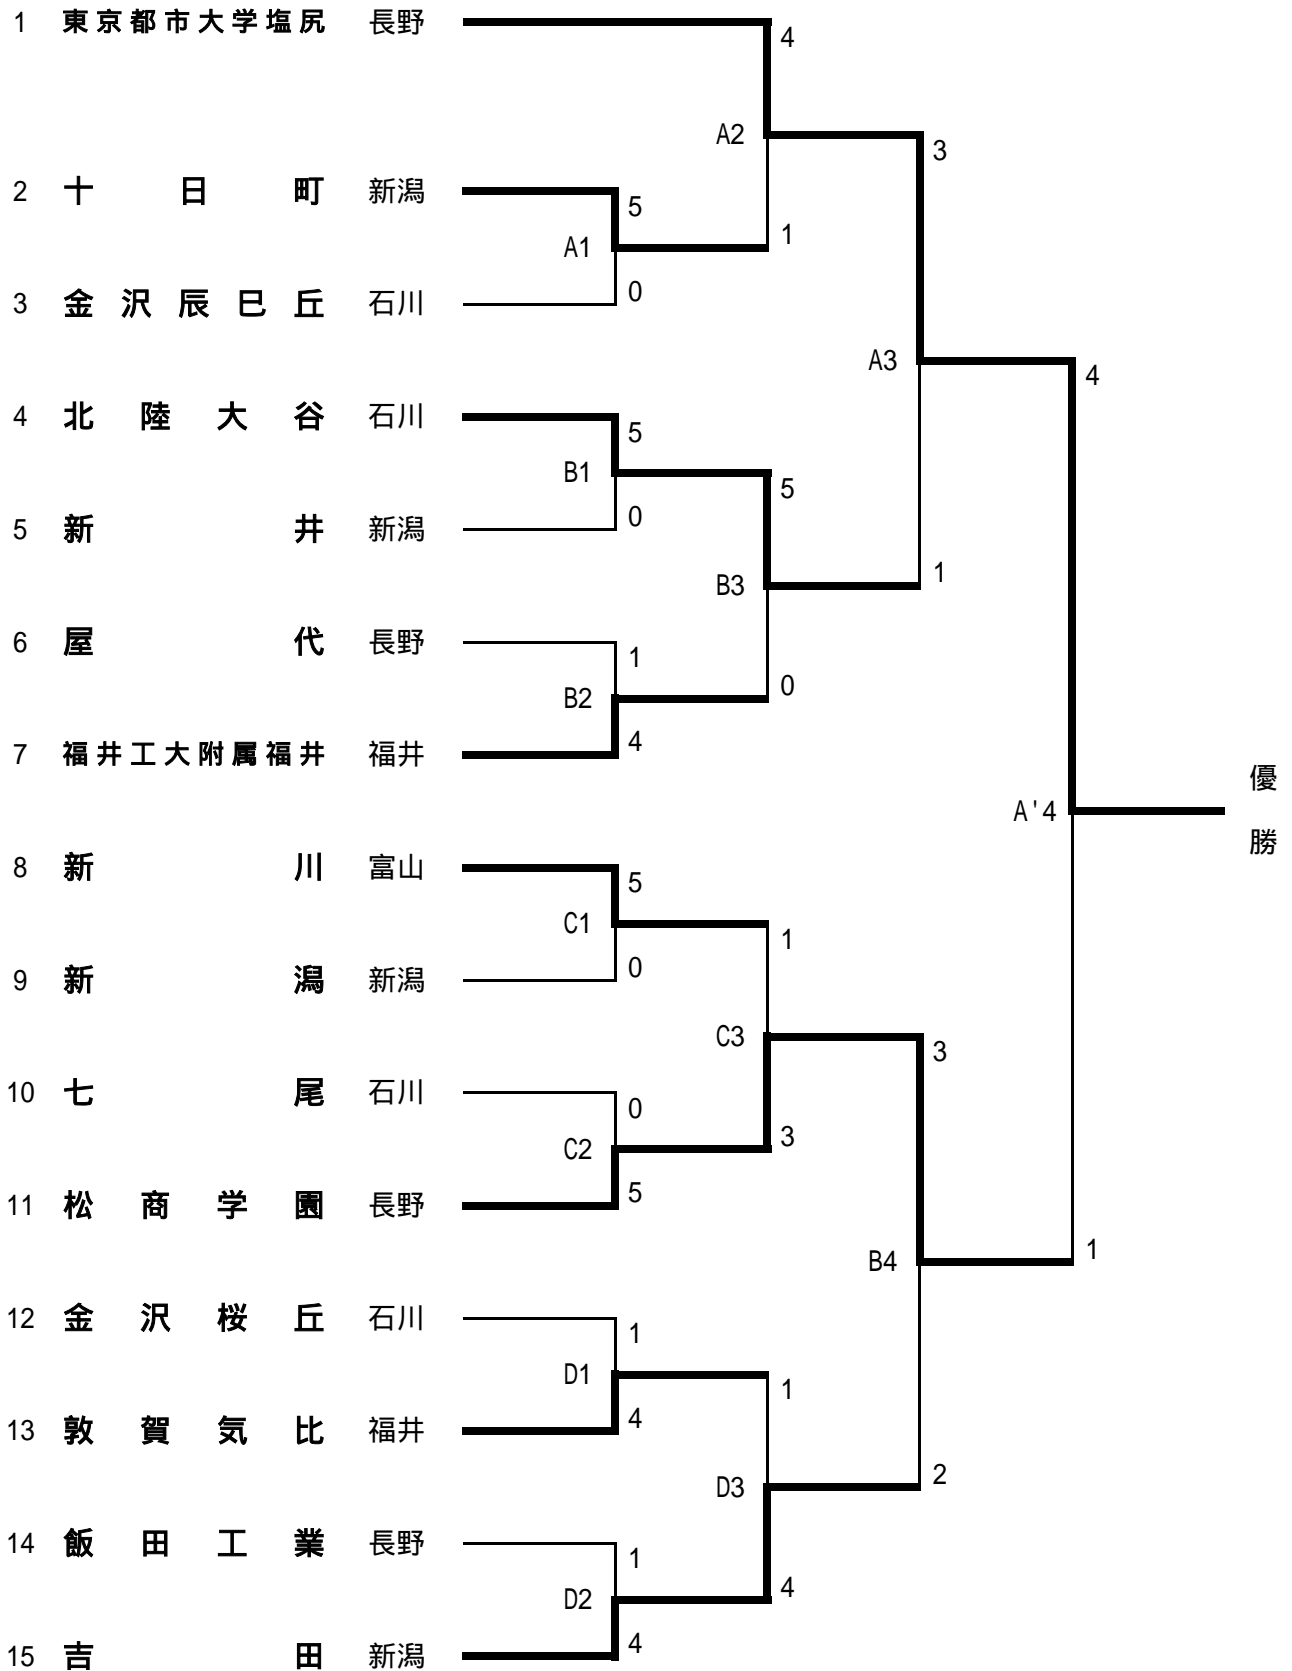 1 東京都市大学塩尻 長野
4
A2
3
2 十日町 新潟
5
A1
1
3 金沢辰巳丘 石川
0
A3
4
4 北陸大谷 石川
5
B1
5
5 新井 新潟
0
B3
1
6 屋代 長野
1
B2
0
7 福井工大附属福井 福井
4
優
A'4
勝
8 新川 富山
5
C1
1
9 新潟 新潟
0
C3
3
10 七尾 石川
0
C2
3
11 松商学園 長野
5
B4
1
12 金沢桜丘 石川
1
D1
1
13 敦賀気比 福井
4
D3
2
14 飯田工業 長野
1
D2
4
15 吉田 新潟
4